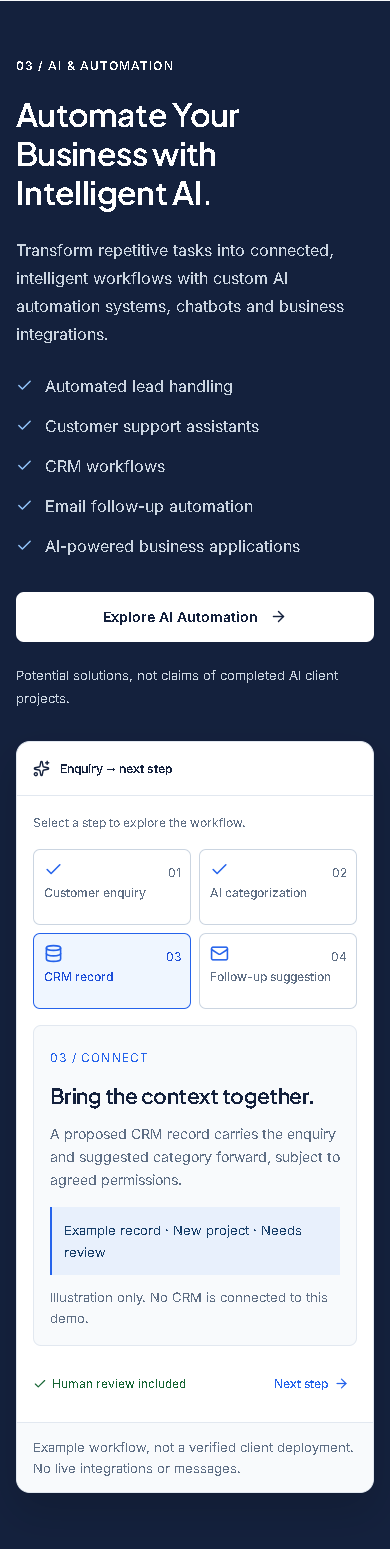 03 / AI & AUTOMATION
Automate Your
Business with
Intelligent AI.
Transform repetitive tasks into connected,
intelligent workflows with custom AI
automation systems, chatbots and business
integrations.
Automated lead handling
Customer support assistants
CRM workflows
Email follow-up automation
AI-powered business applications
Explore AI Automation →
Potential solutions, not claims of completed AI client
projects.
Enquiry → next step
Select a step to explore the workflow.
01
Customer enquiry
02
AI categorization
03
CRM record
04
Follow-up suggestion
03 / CONNECT
Bring the context together.
A proposed CRM record carries the enquiry
and suggested category forward, subject to
agreed permissions.
Example record · New project · Needs
review
Illustration only. No CRM is connected to this
demo.
Human review included
Next step →
Example workflow, not a verified client deployment.
No live integrations or messages.